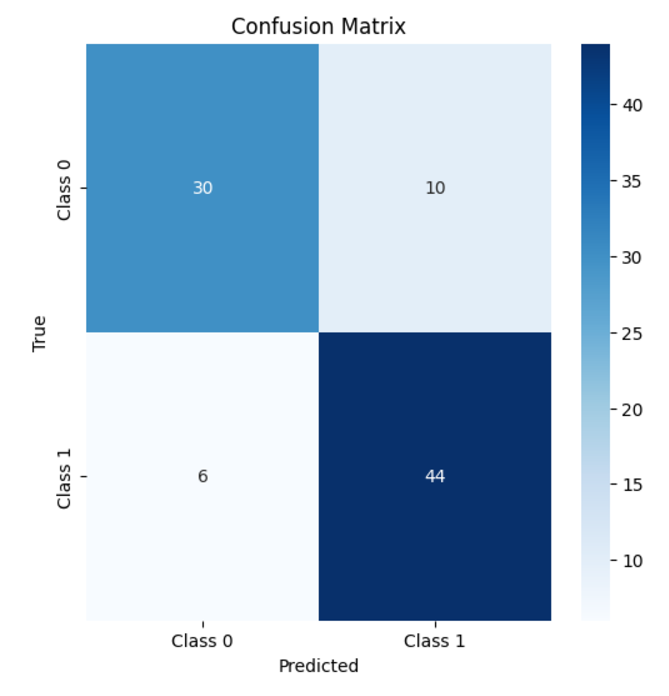 Confusion Matrix
True
Class 0
Class 1
30
10
6
44
Class 0
Class 1
Predicted
40
35
30
25
20
15
10